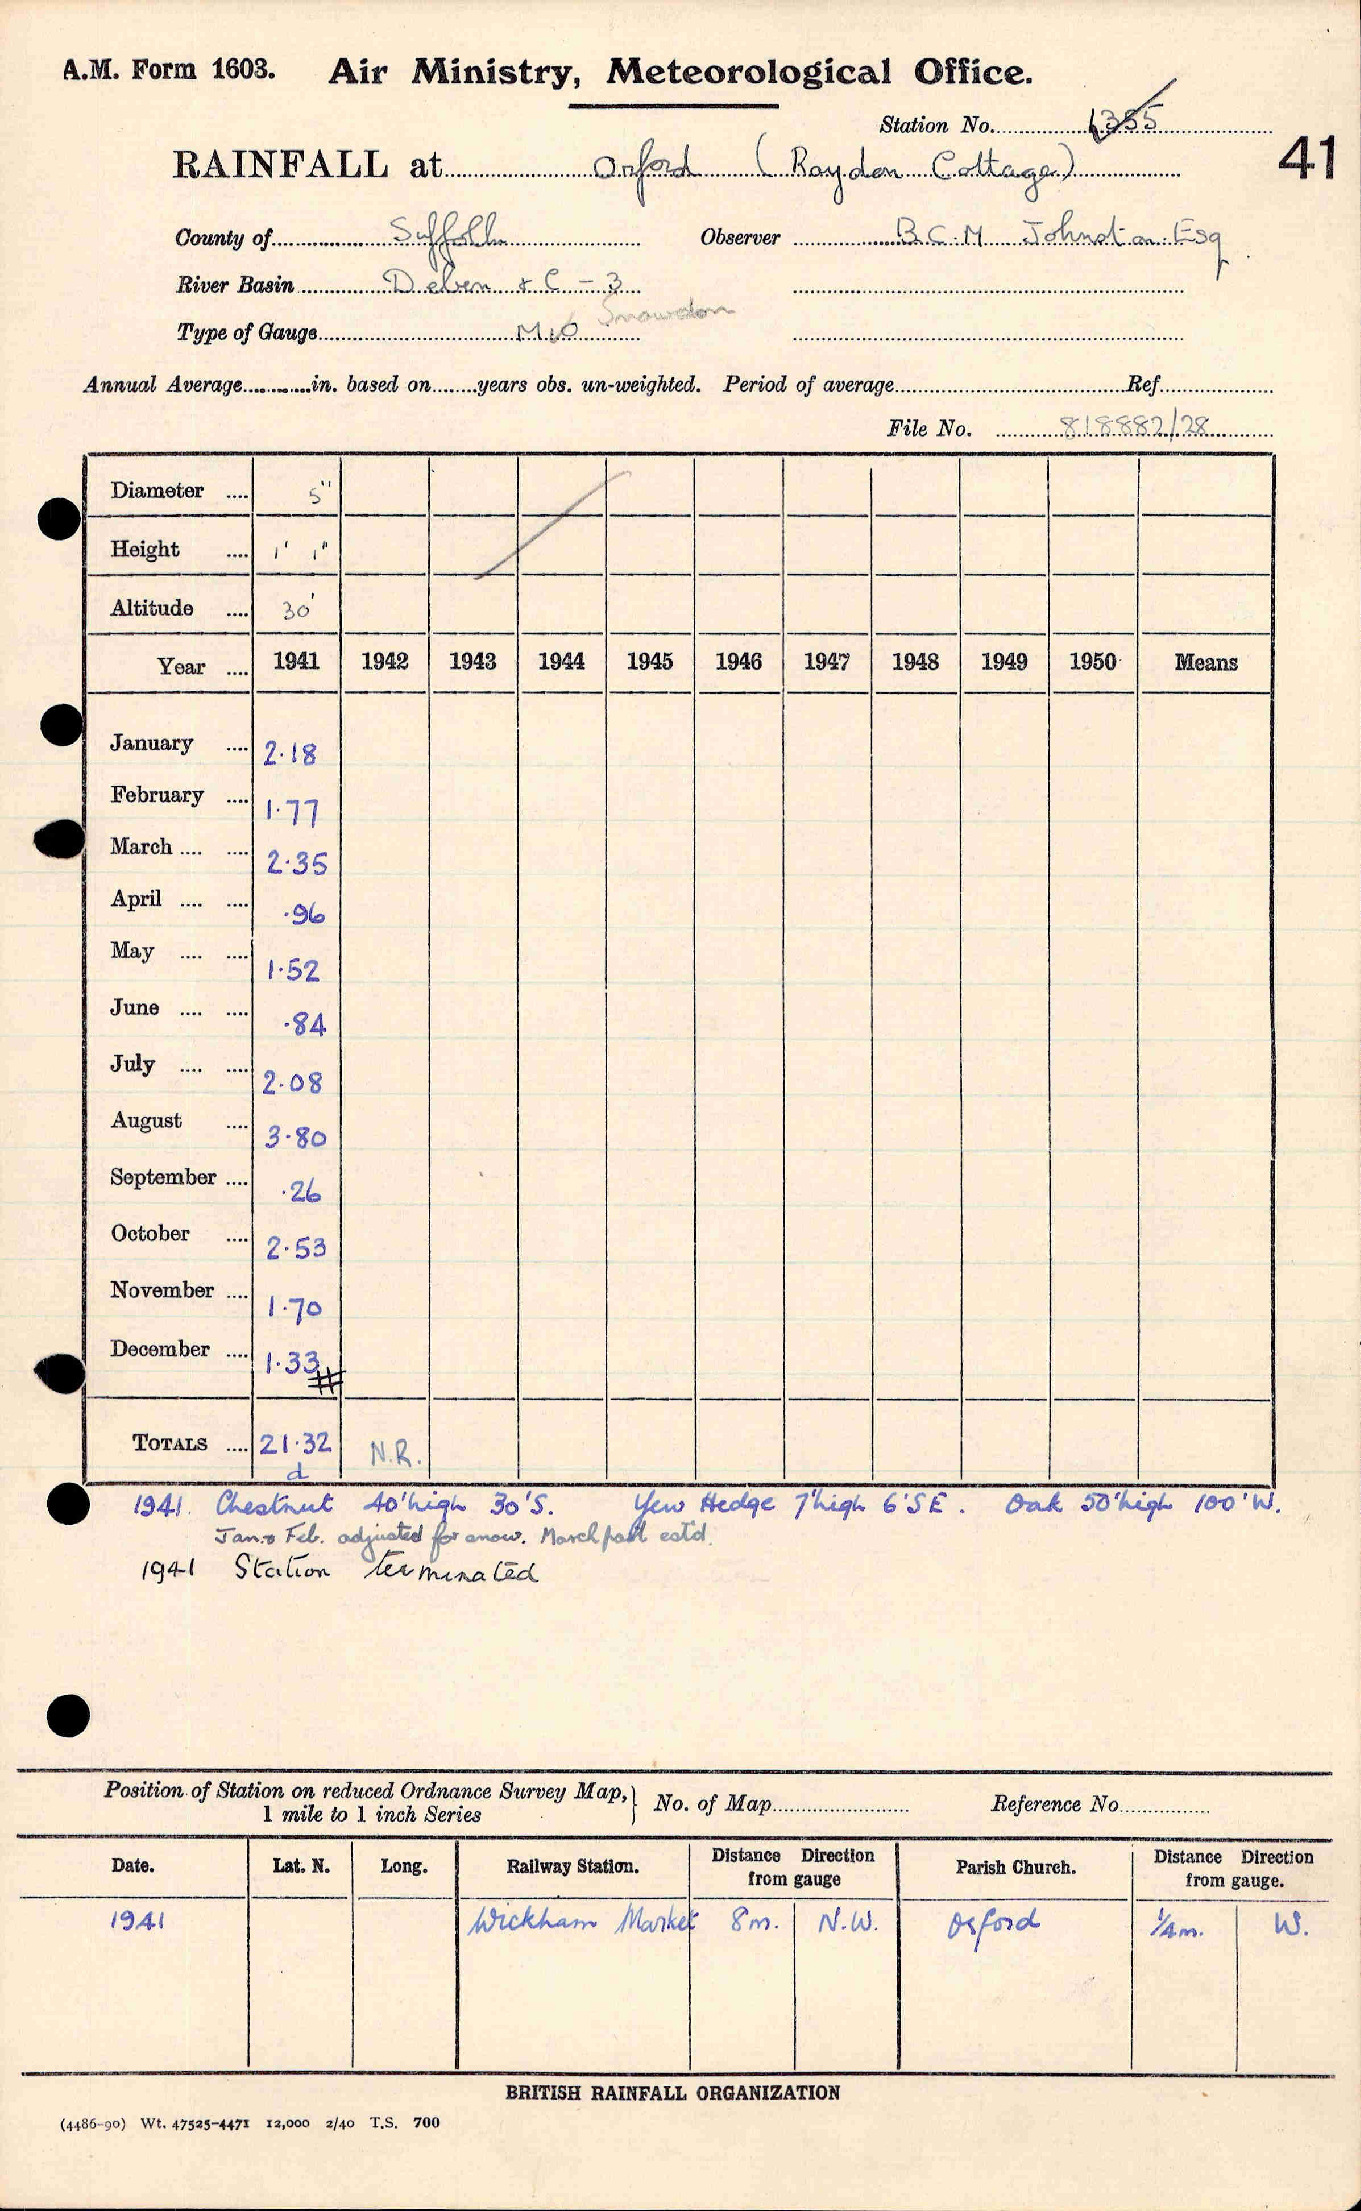 A.M. Form 1603. Air Ministry, Meteorological Office.
Station No. 1355
41
RAINFALL at Orford (Raydon Cottage)
County of Suffolk Observer B.C.M Johnston Esq
River Basin Deben & C - 3
Snowdon
Type of Gauge M.O
Annual Average in. based on years obs. un-weighted. Period of average Ref.
File No. 818882/28
Diameter .... 5"
Height .... 1' 1"
Altitude .... 30'
Year .... 1941 1942 1943 1944 1945 1946 1947 1948 1949 1950 Means
January .... 2.18
February .... 1.77
March .... .... 2.35
April .... .... .96
May .... .... 1.52
June .... .... .84
July .... .... 2.08
August .... 3.80
September .... .26
October .... 2.53
November .... 1.70
December .... 1.33 #
TOTALS .... 21.32 N.R.
d
1941. Chestnut 40'high 30'S. Yew Hedge 7'high 6'SE. Oak 50'high 100'W.
Jan & Feb. adjusted for snow. March part estd.
1941 Station terminated
Position of Station on reduced Ordnance Survey Map, 1 mile to 1 inch Series } No. of Map Reference No.
Date. Lat. N. Long. Railway Station. Distance Direction from gauge Parish Church. Distance Direction from gauge.
1941 Wickham Market 8m. N.W. Orford 1/4m. W.
BRITISH RAINFALL ORGANIZATION
(4486-90) Wt. 47525-4471 12,000 2/40 T.S. 700